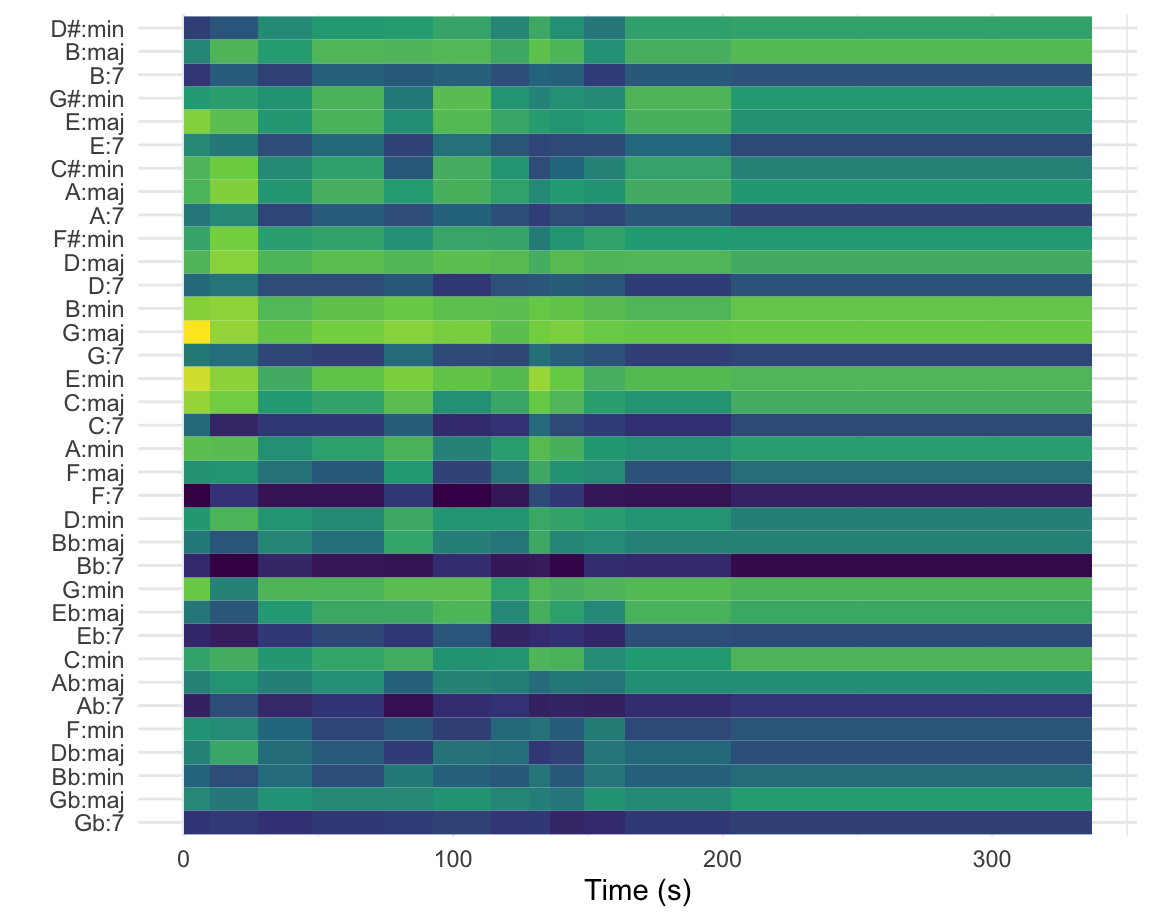 D#:min
B:maj
B:7
G#:min
E:maj
E:7
C#:min
A:maj
A:7
F#:min
D:maj
D:7
B:min
G:maj
G:7
E:min
C:maj
C:7
A:min
F:maj
F:7
D:min
Bb:maj
Bb:7
G:min
Eb:maj
Eb:7
C:min
Ab:maj
Ab:7
F:min
Db:maj
Bb:min
Gb:maj
Gb:7
0 100 200 300
Time (s)